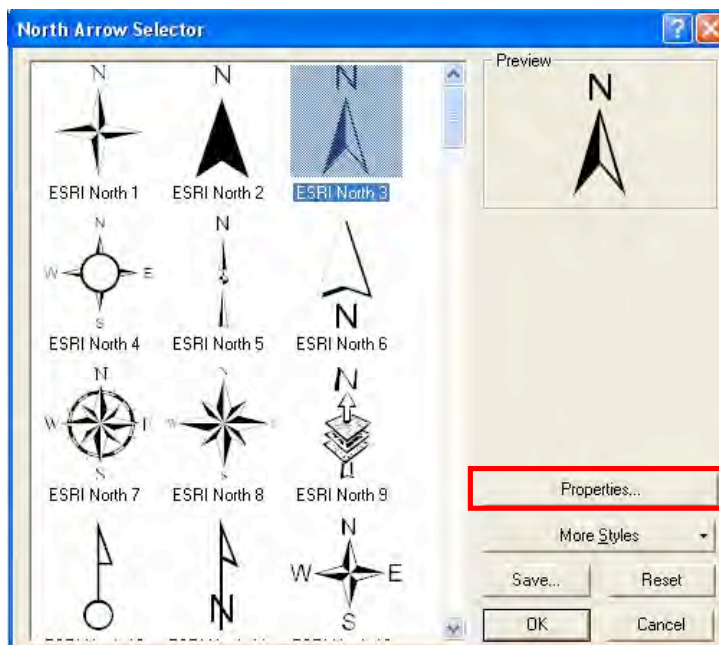 North Arrow Selector
N N N
ESRI North 1 ESRI North 2 ESRI North 3
N
W E
S
N
N
ESRI North 4 ESRI North 5 ESRI North 6
N
W E
S
N
ESRI North 7 ESRI North 8 ESRI North 9
N
N
W E
S
Preview
N
Properties...
More Styles
Save... Reset
OK Cancel